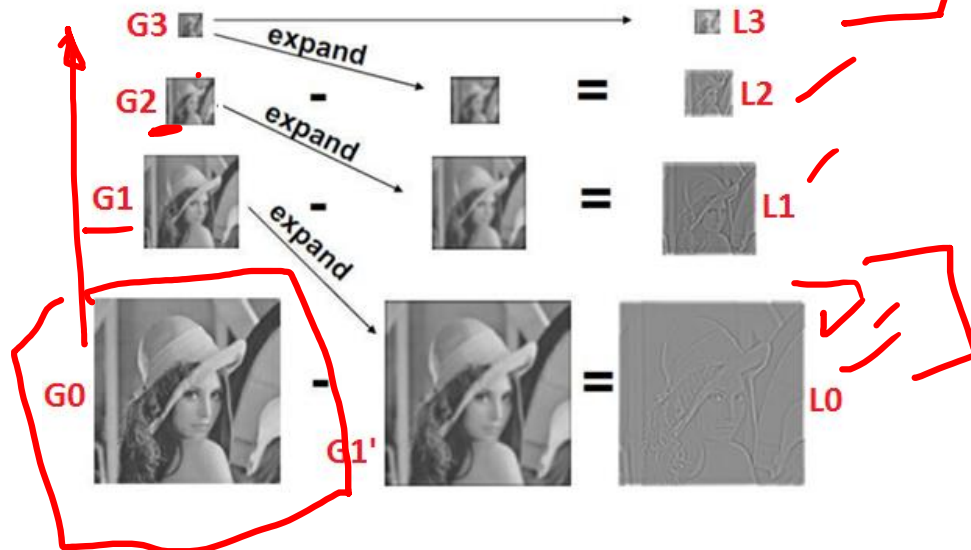 G3 expand L3
G2 - = L2
expand
G1 - = L1
expand
G0 - = L0
G1'